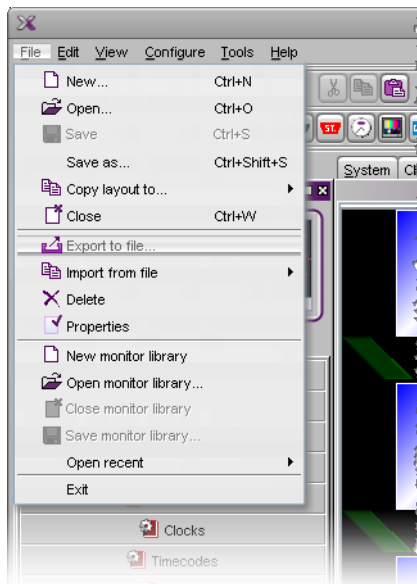 File Edit View Configure Tools Help
New... Ctrl+N
Open... Ctrl+O
Save Ctrl+S
Save as... Ctrl+Shift+S
ST.
System Cl
Copy layout to...
Close Ctrl+W
Export to file...
Import from file
Delete
Properties
New monitor library
Open monitor library...
Close monitor library
Save monitor library...
Open recent
Exit
Clocks
Timecodes